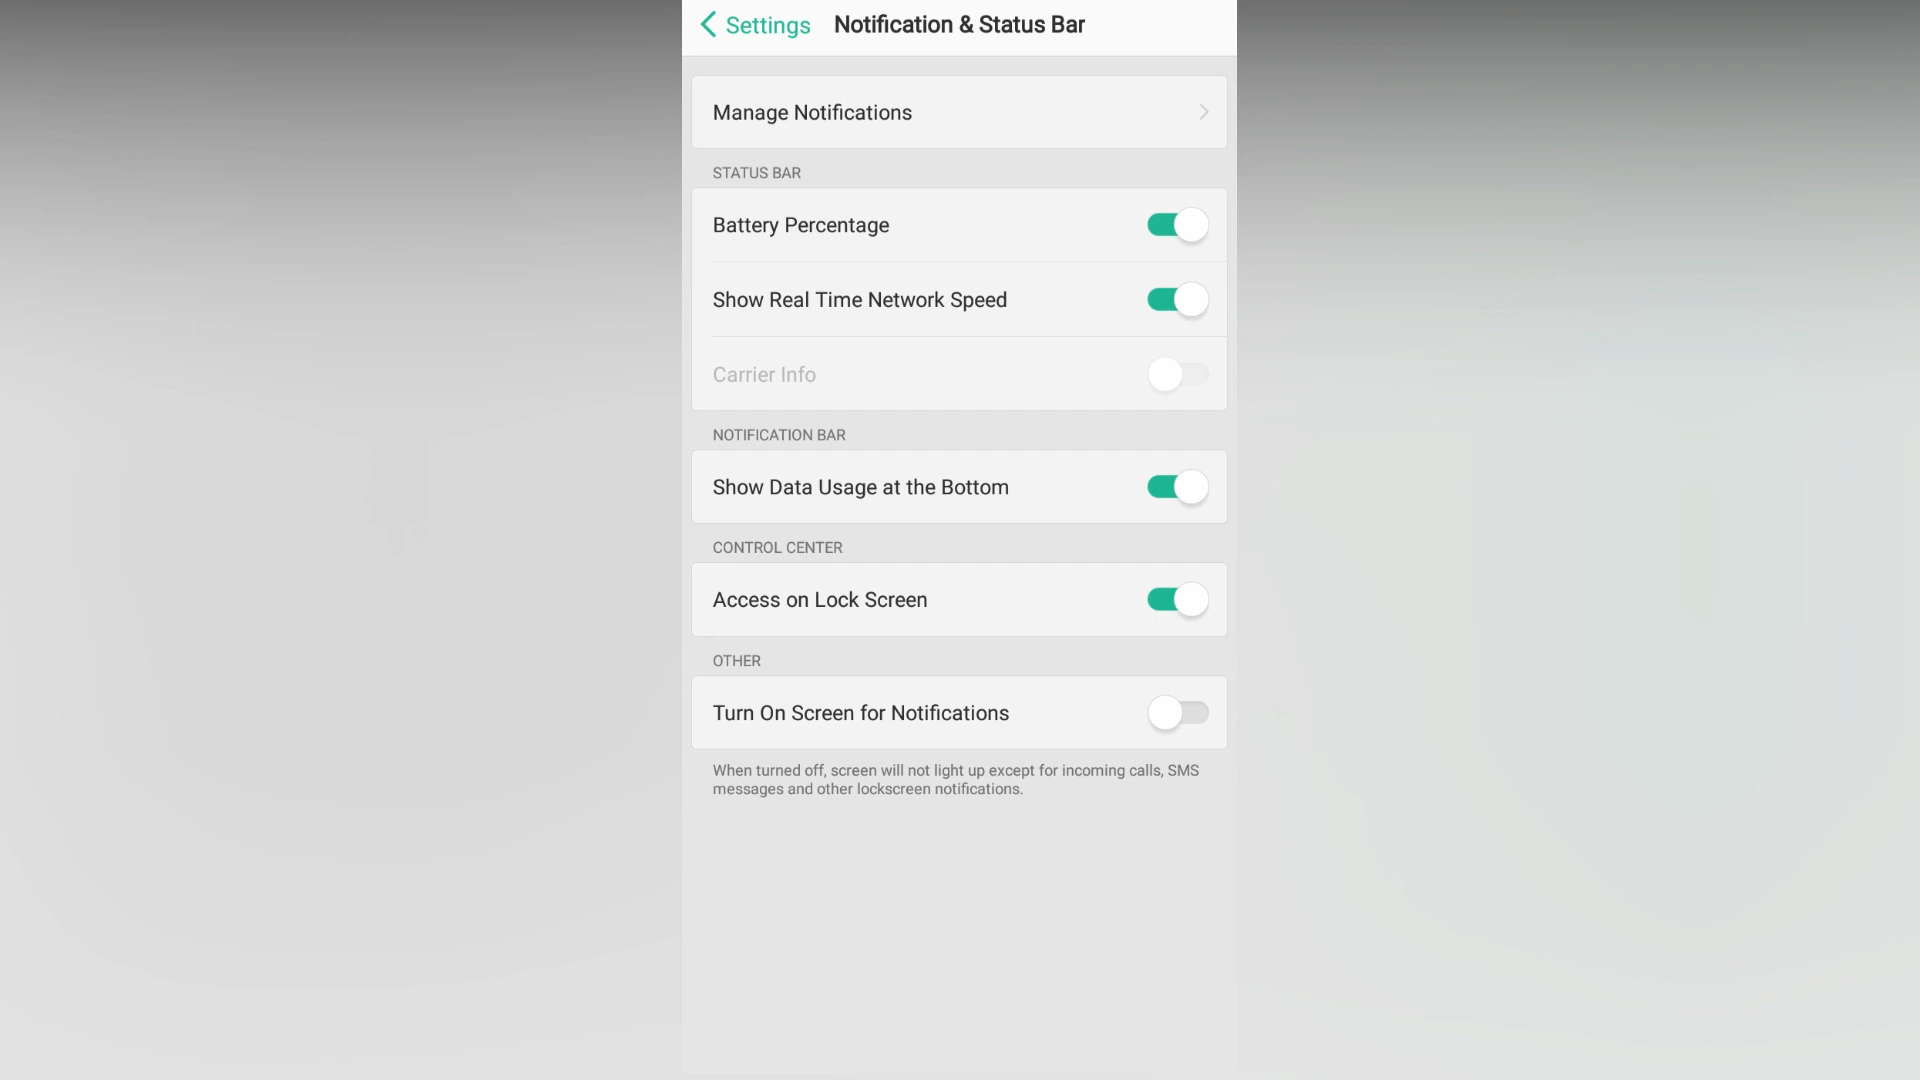 Settings Notification & Status Bar
Manage Notifications
STATUS BAR
Battery Percentage
Show Real Time Network Speed
Carrier Info
NOTIFICATION BAR
Show Data Usage at the Bottom
CONTROL CENTER
Access on Lock Screen
OTHER
Turn On Screen for Notifications
When turned off, screen will not light up except for incoming calls, SMS
messages and other lockscreen notifications.